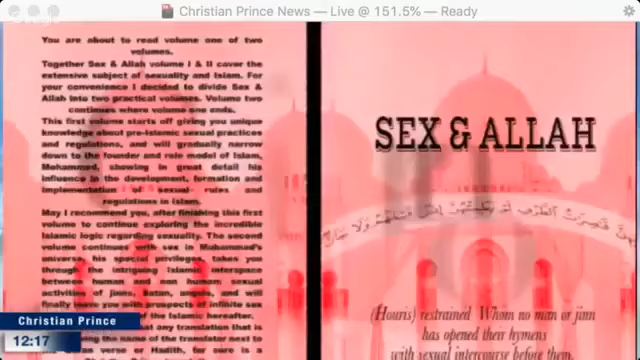 Christian Prince News — Live @ 151.5% — Ready
You are about to read volume one of two
volumes.
Together Sex & Allah volume I & II cover the
extensive subject of sexuality and Islam. For
your convenience I decided to divide Sex &
Allah into two practical volumes. Volume two
continues where volume one ends.
This first volume starts off giving you unique
knowledge about pre-Islamic sexual practices
and regulations, and will gradually narrow
down to the founder and role model of Islam,
Mohammed, showing in great detail his
influence in the development, formation and
implementation of sexual rules and
regulations in Islam.
May I recommend you, after finishing this first
volume to continue exploring the incredible
Islamic logic regarding sexuality. The second
volume continues with sex in Muhammad's
universe, his special privileges, takes you
through the intriguing Islamic interspace
between human and non human: sexual
activities of jinns, Satan, angels, and will
finally leave you with prospects of infinite sex
of the Islamic hereafter.
at any translation that is
ing the name of the translator next to
an verse or Hadith, for sure is a
Christian Prince
12:17
SEX & ALLAH
(Houris) restrained Whom no man or jinn
has opened their hymens
with sexual intercourse before them